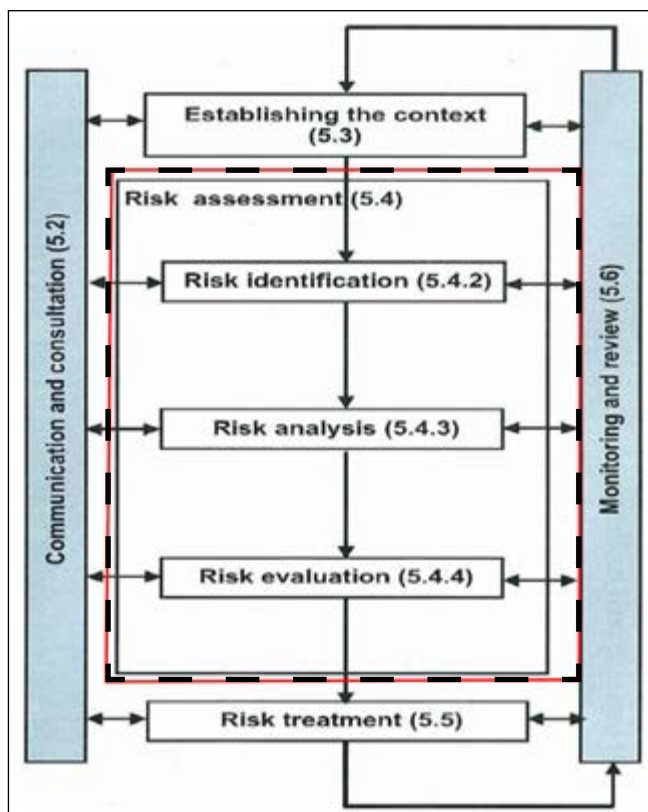 Establishing the context
(5.3)
Risk assessment (5.4)
Risk identification (5.4.2)
Risk analysis (5.4.3)
Risk evaluation (5.4.4)
Risk treatment (5.5)
Communication and consultation (5.2)
Monitoring and review (5.6)